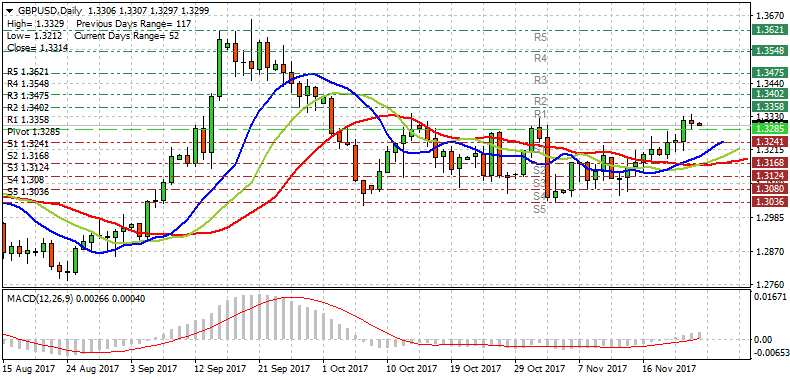 GBPUSD,Daily 1.3306 1.3307 1.3297 1.3299
High= 1.3329 Previous Days Range= 117
Low= 1.3212 Current Days Range= 52
Close= 1.3314
R5 1.3621
R4 1.3548
R3 1.3475
R2 1.3402
R1 1.3358
Pivot 1.3285
S1 1.3241
S2 1.3168
S3 1.3124
S4 1.308
S5 1.3036
R5
R4
R3
R2
R1
S2
S3
S4
S5
1.3670
1.3621
1.3548
1.3475
1.3402
1.3358
1.3330
1.3285
1.3241
1.3215
1.3168
1.3124
1.3080
1.3036
1.2985
1.2870
1.2760
MACD(12,26,9) 0.00266 0.00040
0.01671
0.00
-0.00653
15 Aug 2017 24 Aug 2017 3 Sep 2017 12 Sep 2017 21 Sep 2017 1 Oct 2017 10 Oct 2017 19 Oct 2017 29 Oct 2017 7 Nov 2017 16 Nov 2017